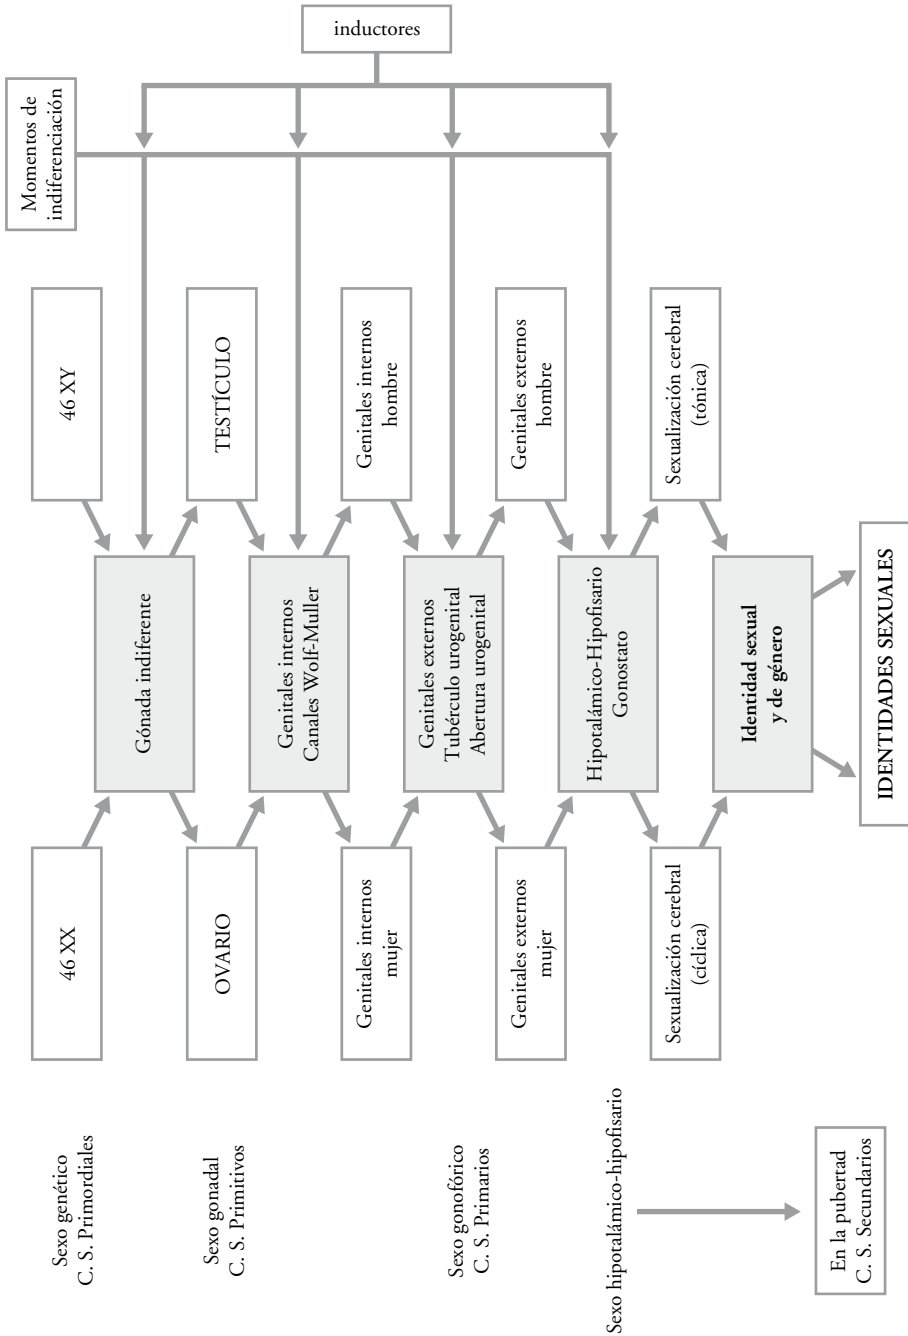 Sexo genético
C. S. Primordiales
46 XX
46 XY
Momentos de
indiferenciación
inductores
Gónada indiferente
Sexo gonadal
C. S. Primitivos
OVARIO
TESTÍCULO
Genitales internos
Canales Wolf-Muller
Genitales internos
mujer
Genitales internos
hombre
Sexo gonofórico
C. S. Primarios
Genitales externos
Tubérculo urogenital
Abertura urogenital
Genitales externos
mujer
Genitales externos
hombre
Sexo hipotalámico-hipofisario
Hipotalámico-Hipofisario
Gonostato
Sexualización cerebral
(cíclica)
Sexualización cerebral
(tónica)
Identidad sexual
y de género
En la pubertad
C. S. Secundarios
IDENTIDADES SEXUALES